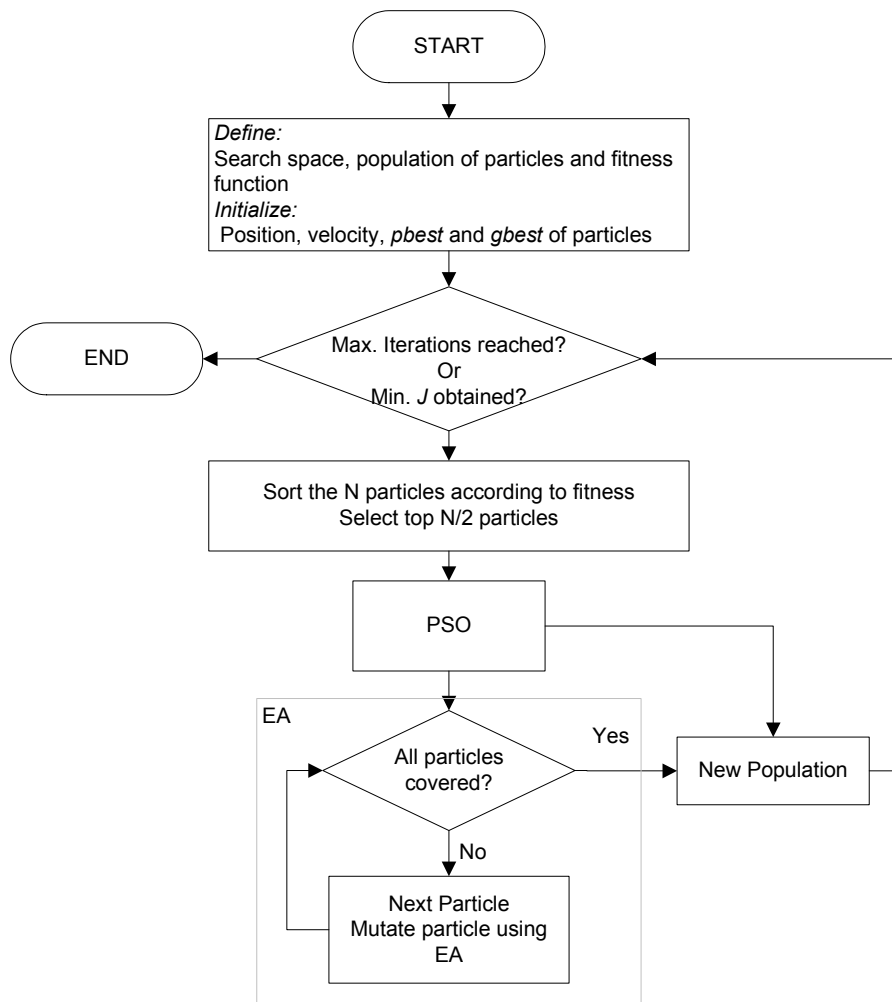 START
Define:
Search space, population of particles and fitness
function
Initialize:
Position, velocity, pbest and gbest of particles
Max. Iterations reached?
Or
Min. J obtained?
END
Sort the N particles according to fitness
Select top N/2 particles
PSO
EA
All particles
covered?
Yes
New Population
No
Next Particle
Mutate particle using
EA